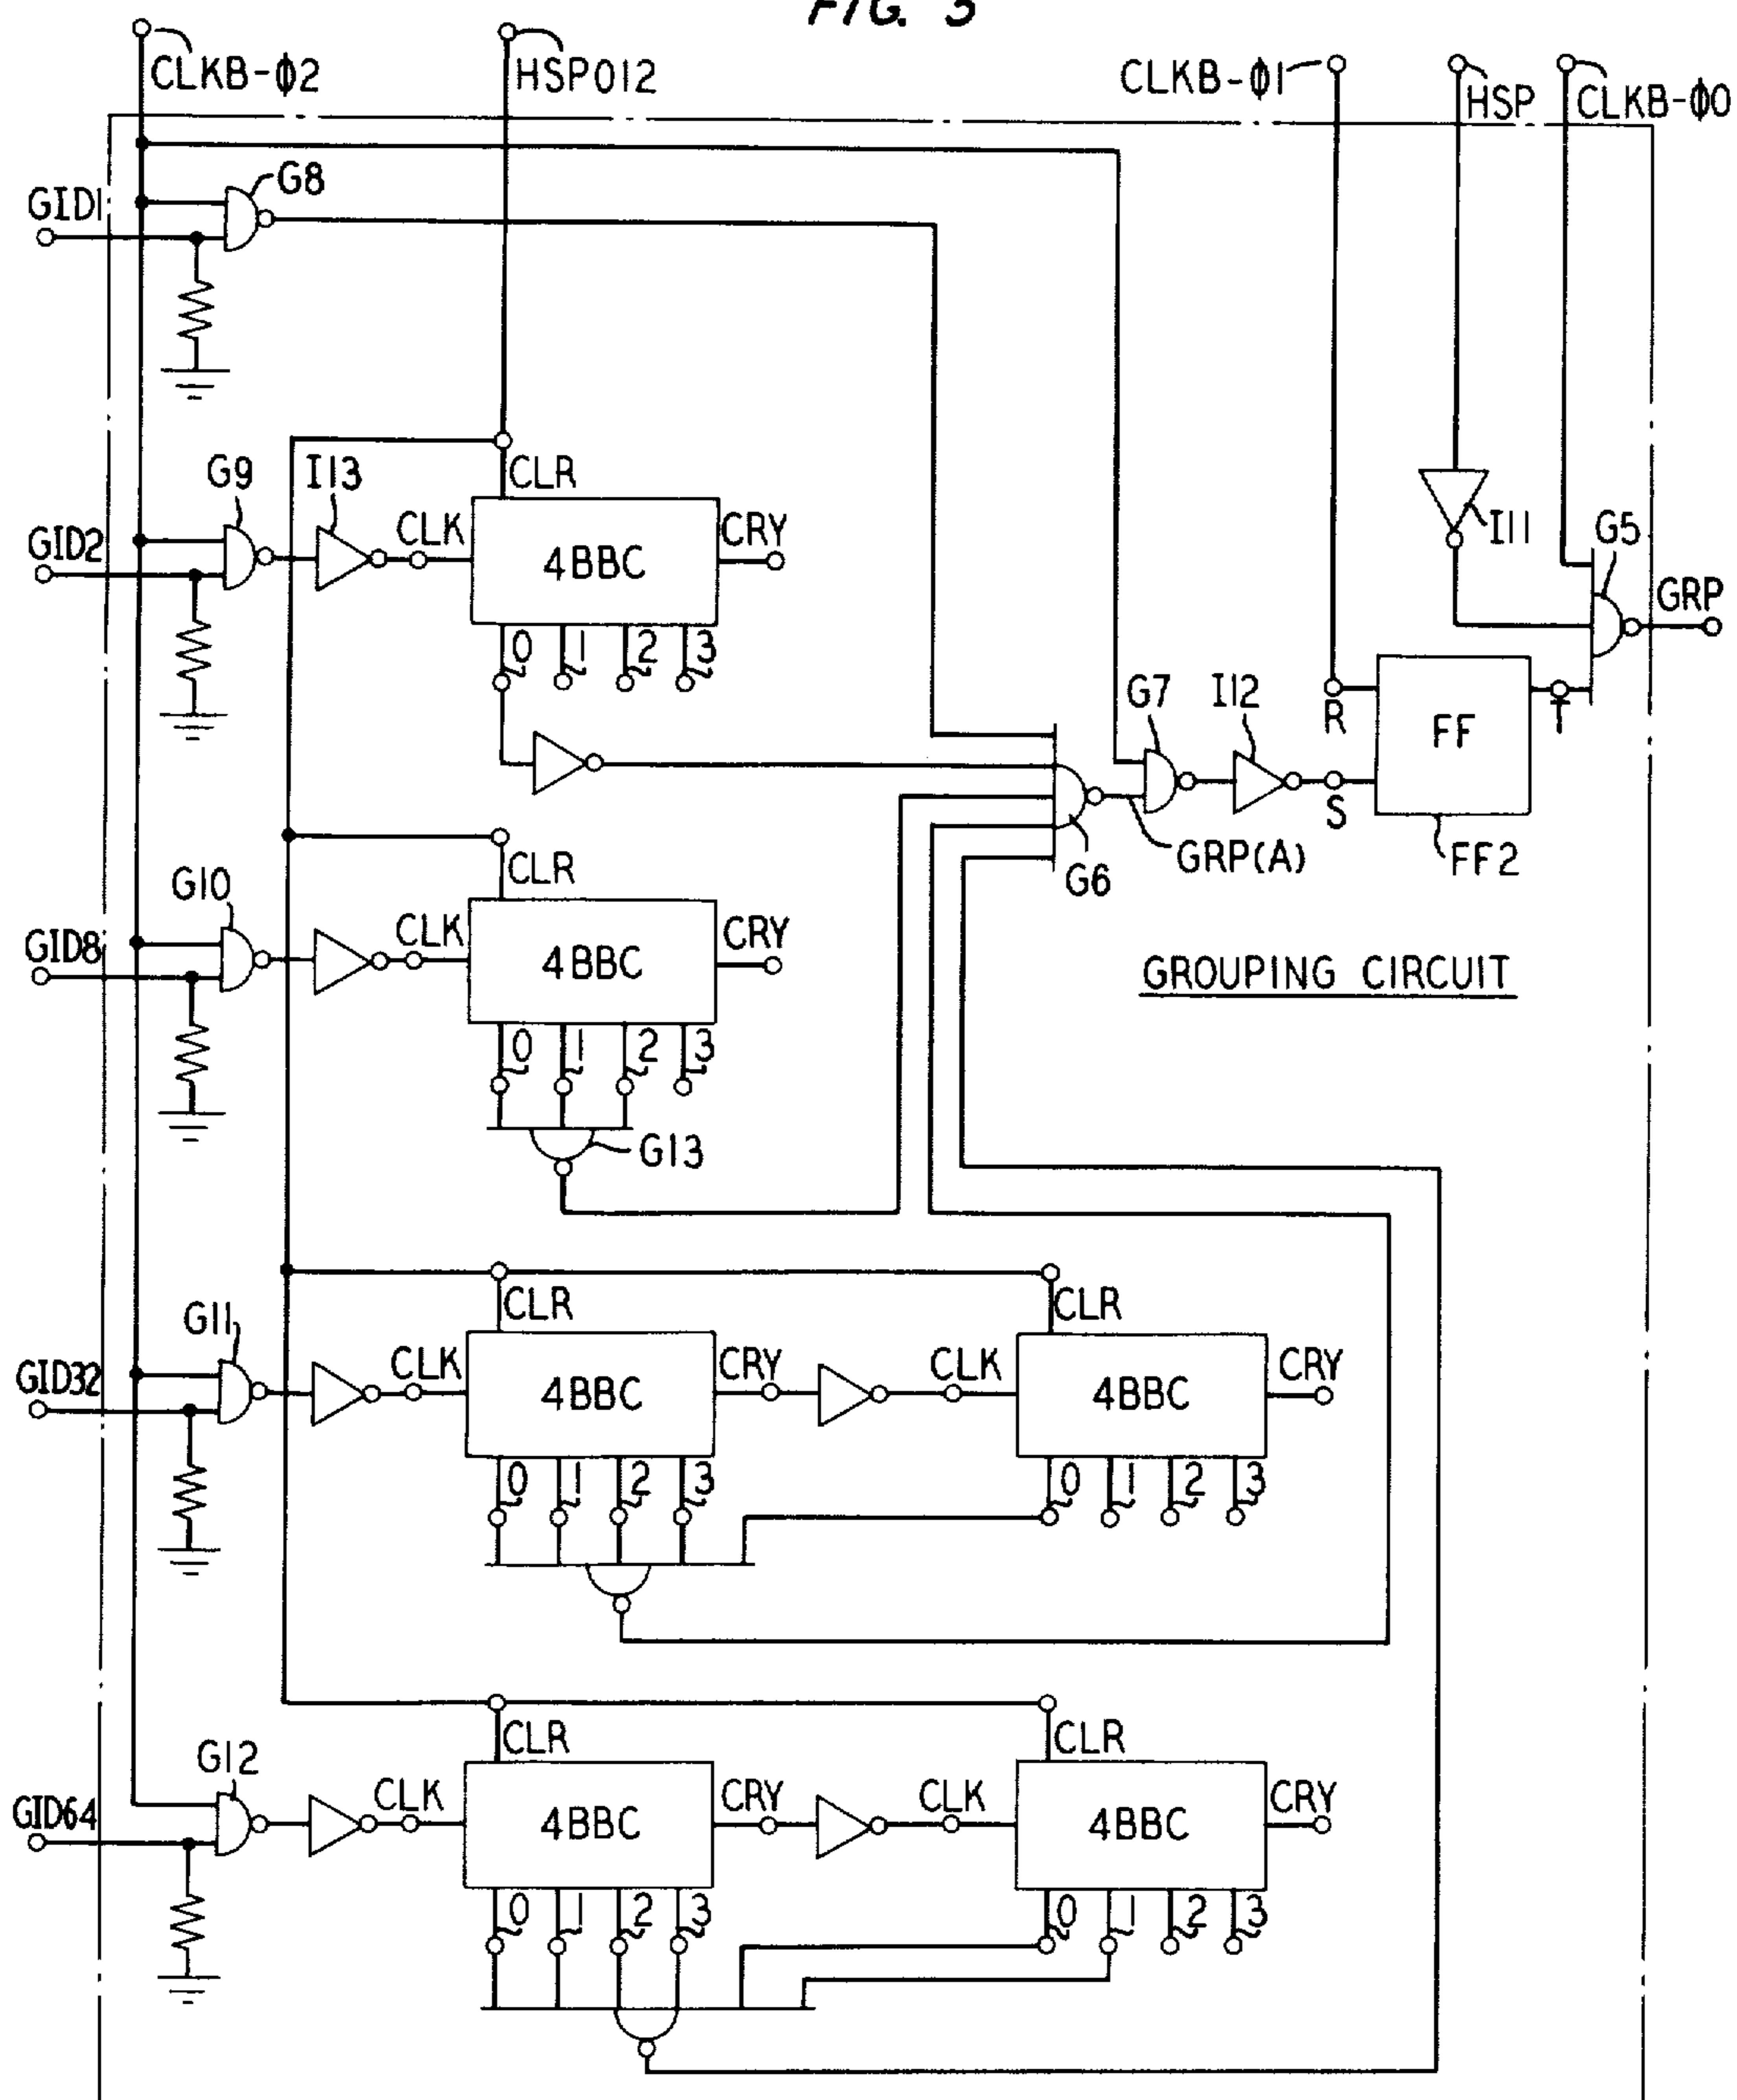 FIG. 3
CLKB-ϕ2
HSP012
CLKB-ϕ1
HSP
CLKB-ϕ0
GID1
G8
G9
I13
CLR
CLK
CRY
GID2
4BBC
0 1 2 3
I11
G5
GRP
G7
I12
R
FF
T
S
GRP(A)
G6
FF2
G10
CLR
CLK
CRY
GID8
4BBC
0 1 2 3
GROUPING CIRCUIT
G13
G11
CLR
CLR
GID32
CLK
CRY
CLK
CRY
4BBC
4BBC
0 1 2 3
0 1 2 3
G12
CLR
CLR
GID64
CLK
CRY
CLK
CRY
4BBC
4BBC
0 1 2 3
0 1 2 3